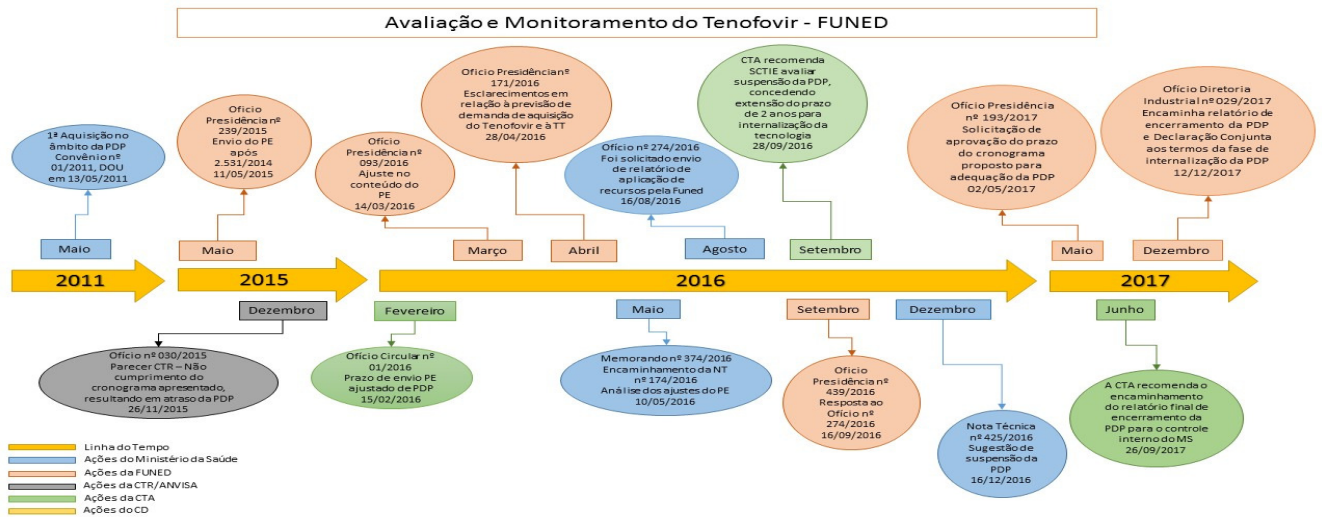 Avaliação e Monitoramento do Tenofovir - FUNED
1ª Aquisição no
âmbito da PDP
Convênio nº
01/2011, DOU
em 13/05/2011
Oficio
Presidência nº
239/2015
Envio do PE
após
2.531/2014
11/05/2015
Ofício
Presidência nº
093/2016
Ajuste no
conteúdo do
PE
14/03/2016
Oficio Presidência nº
171/2016
Esclarecimentos em
relação à previsão de
demanda de aquisição
do Tenofovir e à TT
28/04/2016
Ofício nº 274/2016
Foi solicitado envio
de relatório de
aplicação de
recursos pela Funed
16/08/2016
CTA recomenda
SCTIE avaliar
suspensão da PDP,
concedendo
extensão do prazo
de 2 anos para
internalização da
tecnologia
28/09/2016
Ofício Presidência
nº 193/2017
Solicitação de
aprovação do prazo
do cronograma
proposto para
adequação da PDP
02/05/2017
Ofício Diretoria
Industrial nº 029/2017
Encaminha relatório de
encerramento da PDP
e Declaração Conjunta
aos termos da fase de
internalização da PDP
12/12/2017
Maio
Maio
Março
Abril
Agosto
Setembro
Maio
Dezembro
2011
2015
2016
2017
Dezembro
Fevereiro
Maio
Setembro
Dezembro
Junho
Ofício nº 030/2015
Parecer CTR – Não
cumprimento do
cronograma apresentado,
resultando em atraso da PDP
26/11/2015
Ofício Circular nº
01/2016
Prazo de envio PE
ajustado de PDP
15/02/2016
Memorando nº 374/2016
Encaminhamento da NT
nº 174/2016
Análise dos ajustes do PE
10/05/2016
Oficio
Presidência nº
439/2016
Resposta ao
Ofício nº
274/2016
16/09/2016
Nota Técnica
nº 425/2016
Sugestão de
suspensão da
PDP
16/12/2016
A CTA recomenda o
encaminhamento
do relatório final de
encerramento da
PDP para o controle
interno do MS
26/09/2017
Linha do Tempo
Ações do Ministério da Saúde
Ações da FUNED
Ações da CTR/ANVISA
Ações da CTA
Ações do CD